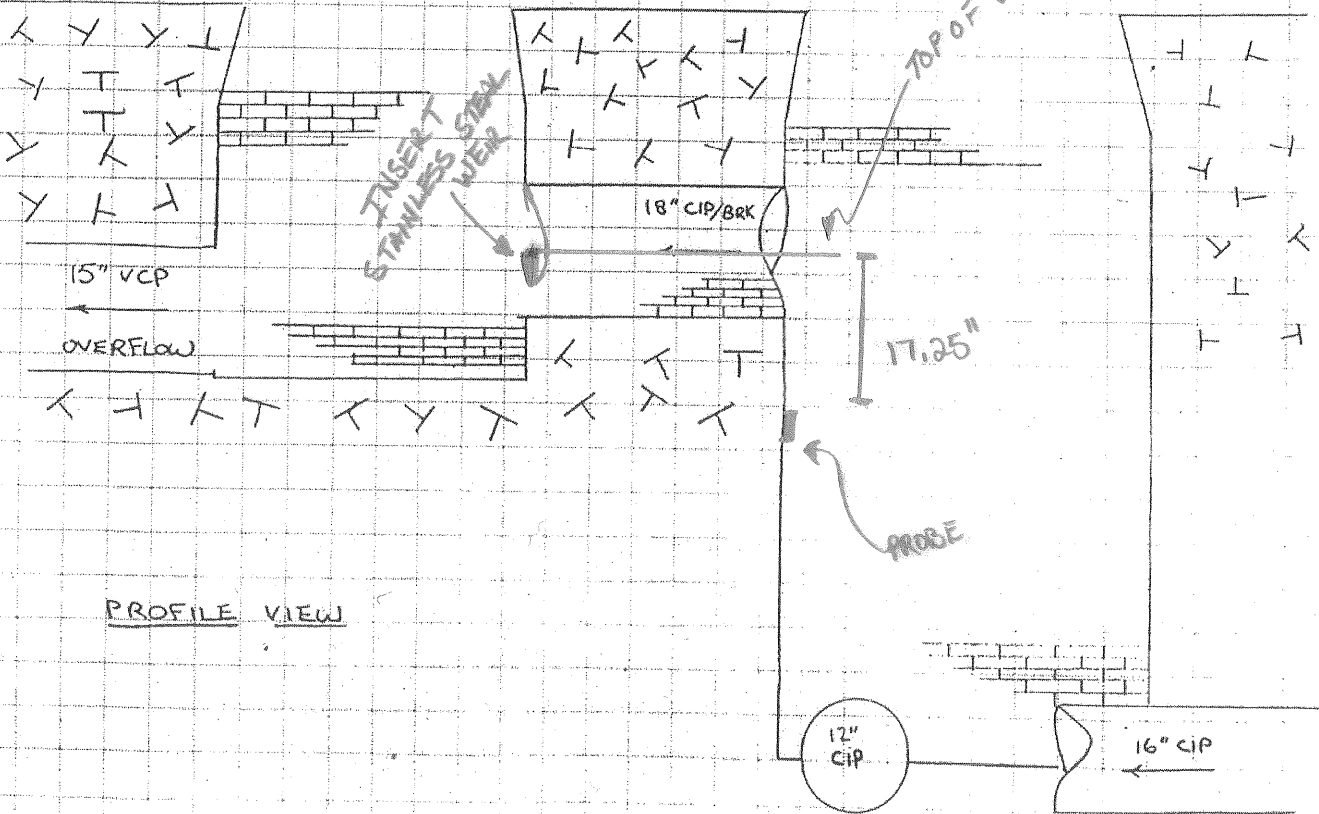 TOP OF
INSERT
STAINLESS STEAL
WEIR
18" CIP/BRK
15" VCP
OVERFLOW
17.25"
PROBE
PROFILE VIEW
12"
CIP
16" CIP